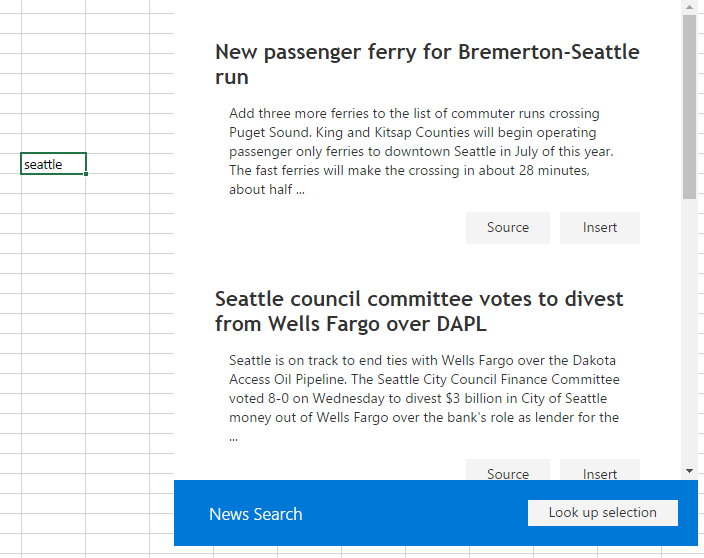 New passenger ferry for Bremerton-Seattle
run
Add three more ferries to the list of commuter runs crossing
Puget Sound. King and Kitsap Counties will begin operating
passenger only ferries to downtown Seattle in July of this year.
The fast ferries will make the crossing in about 28 minutes,
about half ...
seattle
Source Insert
Seattle council committee votes to divest
from Wells Fargo over DAPL
Seattle is on track to end ties with Wells Fargo over the Dakota
Access Oil Pipeline. The Seattle City Council Finance Committee
voted 8-0 on Wednesday to divest $3 billion in City of Seattle
money out of Wells Fargo over the bank's role as lender for the
...
Source Insert
News Search Look up selection